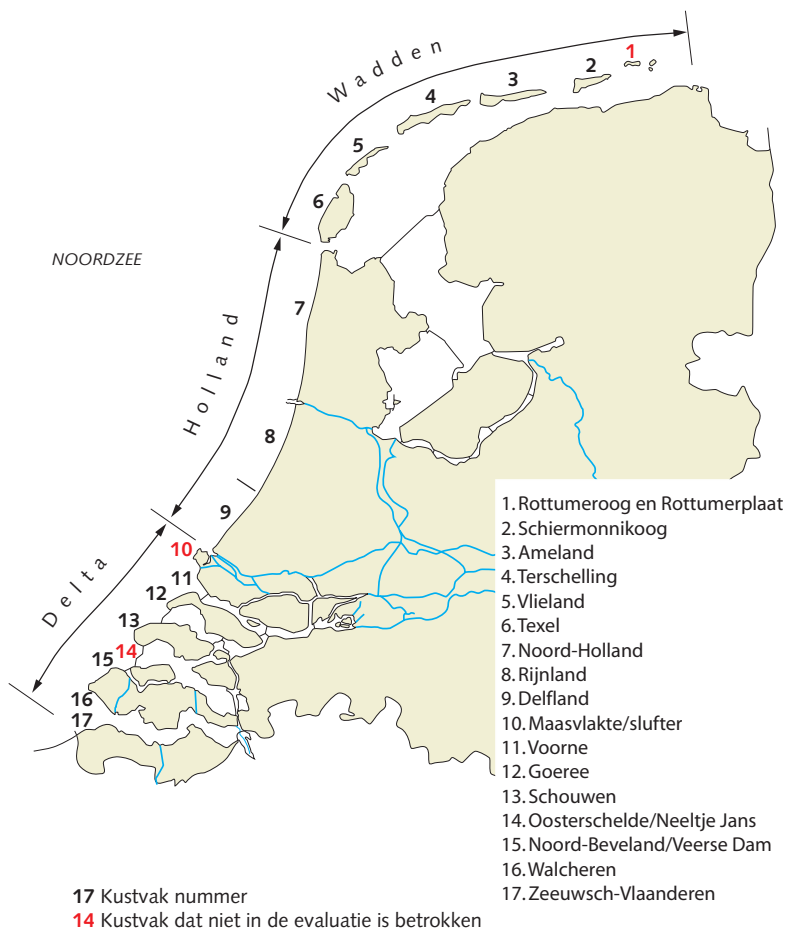 Wadden
1
2
3
4
5
6
NOORDZEE
7
Holland
8
9
10
Delta
11
12
13
14
15
16
17
1. Rottumeroog en Rottumerplaat
2. Schiermonnikoog
3. Ameland
4. Terschelling
5. Vlieland
6. Texel
7. Noord-Holland
8. Rijnland
9. Delfland
10. Maasvlakte/slufter
11. Voorne
12. Goeree
13. Schouwen
14. Oosterschelde/Neeltje Jans
15. Noord-Beveland/Veerse Dam
16. Walcheren
17. Zeeuwsch-Vlaanderen
17 Kustvak nummer
14 Kustvak dat niet in de evaluatie is betrokken